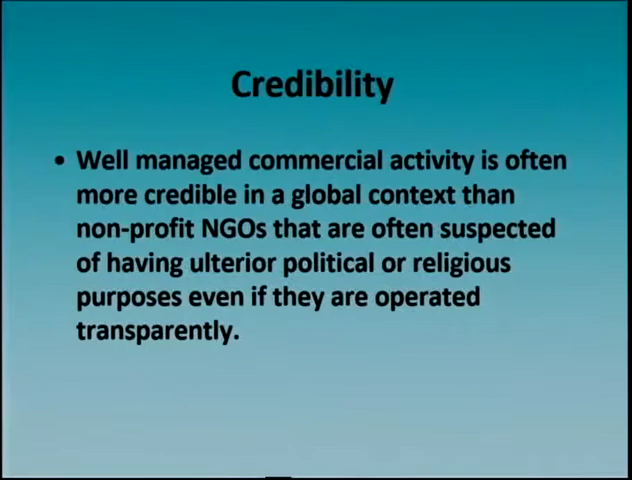 Credibility
• Well managed commercial activity is often
more credible in a global context than
non-profit NGOs that are often suspected
of having ulterior political or religious
purposes even if they are operated
transparently.